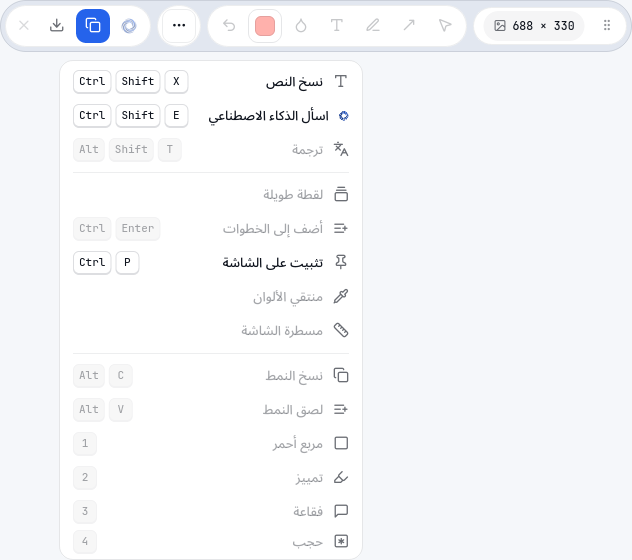 688 × 330
نسخ النص Ctrl Shift X
اسأل الذكاء الاصطناعي Ctrl Shift E
ترجمة Alt Shift T
لقطة طويلة
أضف إلى الخطوات Ctrl Enter
تثبيت على الشاشة Ctrl P
منتقي الألوان
مسطرة الشاشة
نسخ النمط Alt C
لصق النمط Alt V
مربع أحمر 1
تمييز 2
فقاعة 3
حجب 4